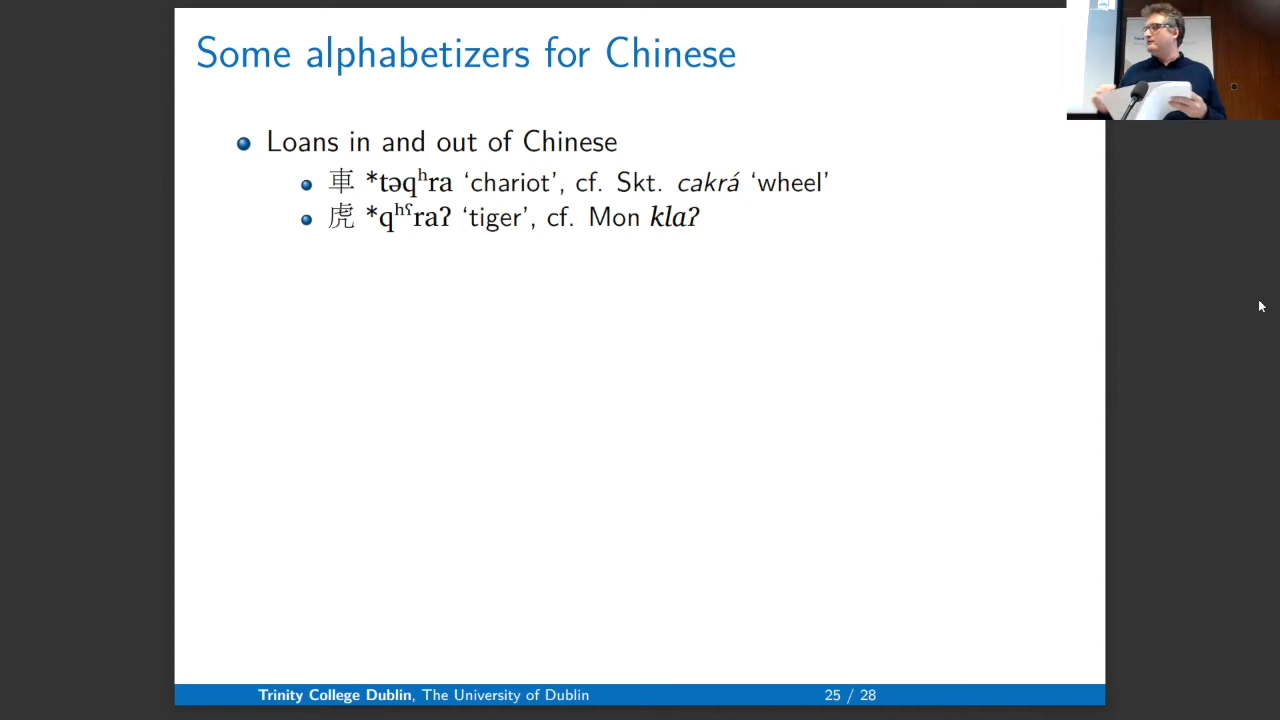 Some alphabetizers for Chinese
Loans in and out of Chinese
車 *təqʰra ‘chariot’, cf. Skt. cakrá ‘wheel’
虎 *qʰˤraʔ ‘tiger’, cf. Mon klaʔ
Trinity College Dublin, The University of Dublin 25 / 28